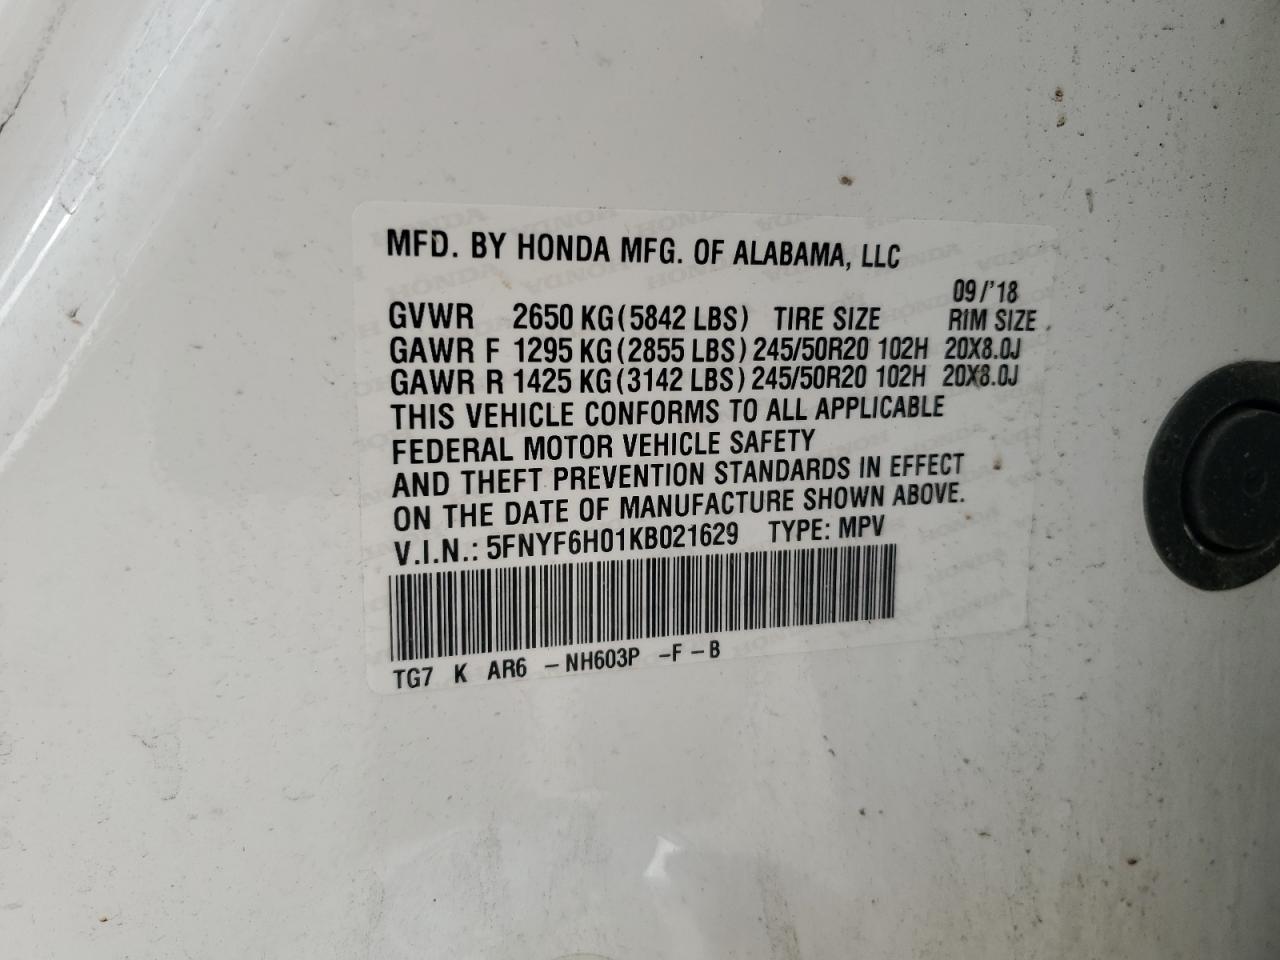 MFD. BY HONDA MFG. OF ALABAMA, LLC
09/'18
GVWR 2650 KG(5842 LBS) TIRE SIZE RIM SIZE
GAWR F 1295 KG(2855 LBS) 245/50R20 102H 20X8.0J
GAWR R 1425 KG(3142 LBS) 245/50R20 102H 20X8.0J
THIS VEHICLE CONFORMS TO ALL APPLICABLE
FEDERAL MOTOR VEHICLE SAFETY
AND THEFT PREVENTION STANDARDS IN EFFECT
ON THE DATE OF MANUFACTURE SHOWN ABOVE.
V.I.N.: 5FNYF6H01KB021629 TYPE: MPV
TG7 K AR6 -NH603P -F-B